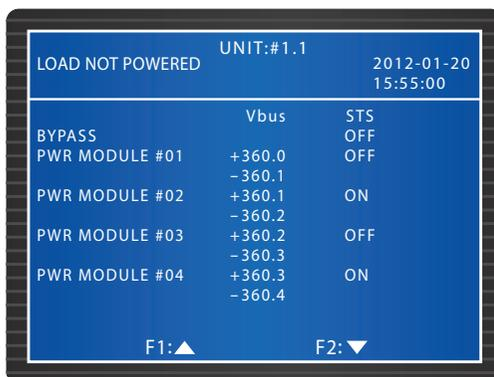 UNIT:#1.1
LOAD NOT POWERED 2012-01-20
15:55:00
Vbus STS
BYPASS OFF
PWR MODULE #01 +360.0 OFF
−360.1
PWR MODULE #02 +360.1 ON
−360.2
PWR MODULE #03 +360.2 OFF
−360.3
PWR MODULE #04 +360.3 ON
−360.4
F1:▲ F2:▼